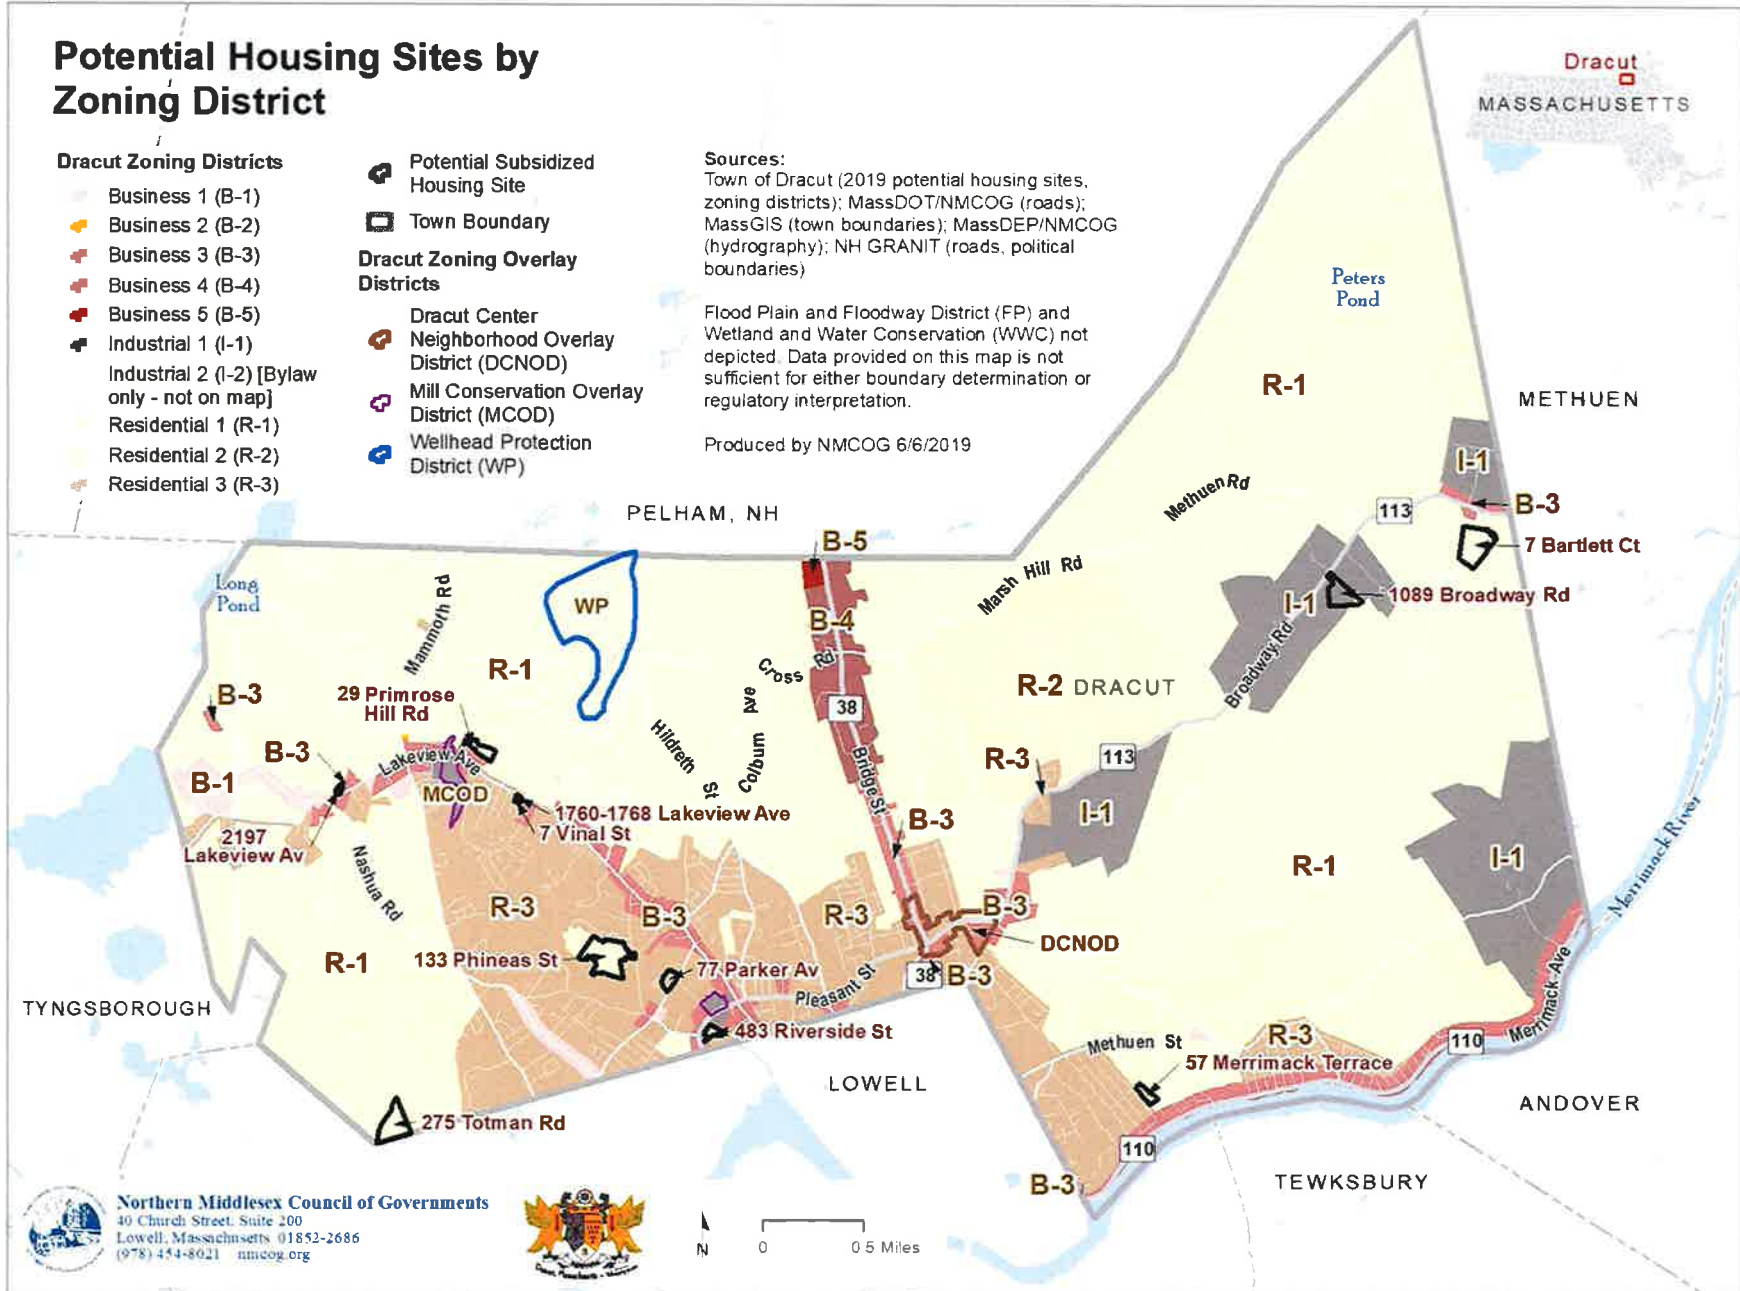 Potential Housing Sites by
Zoning District
Dracut Zoning Districts
Business 1 (B-1)
Business 2 (B-2)
Business 3 (B-3)
Business 4 (B-4)
Business 5 (B-5)
Industrial 1 (I-1)
Industrial 2 (I-2) [Bylaw
only - not on map]
Residential 1 (R-1)
Residential 2 (R-2)
Residential 3 (R-3)
Potential Subsidized
Housing Site
Town Boundary
Dracut Zoning Overlay
Districts
Dracut Center
Neighborhood Overlay
District (DCNOD)
Mill Conservation Overlay
District (MCOD)
Wellhead Protection
District (WP)
Sources:
Town of Dracut (2019 potential housing sites,
zoning districts); MassDOT/NMCOG (roads);
MassGIS (town boundaries); MassDEP/NMCOG
(hydrography); NH GRANIT (roads, political
boundaries)
Flood Plain and Floodway District (FP) and
Wetland and Water Conservation (WWC) not
depicted. Data provided on this map is not
sufficient for either boundary determination or
regulatory interpretation.
Produced by NMCOG 6/6/2019
Dracut
MASSACHUSETTS
Peters
Pond
R-1
METHUEN
I-1
Methuen Rd
113
B-3
7 Bartlett Ct
PELHAM, NH
B-5
Marsh Hill Rd
I-1
1089 Broadway Rd
Long
Pond
Mammoth Rd
WP
B-4
Cross Rd
R-1
R-2
DRACUT
Broadway Rd
B-3
29 Primrose
Hill Rd
38
Hildreth St
Colburn Ave
Bridge St
B-3
Lakeview Ave
R-3
113
B-1
MCOD
1760-1768 Lakeview Ave
7 Vinal St
B-3
I-1
2197
Lakeview Av
Nashua Rd
R-1
I-1
Merrimack River
R-3
B-3
R-3
B-3
DCNOD
R-1
133 Phineas St
77 Parker Av
38
B-3
Pleasant St
TYNGSBOROUGH
483 Riverside St
Methuen St
R-3
110
Merrimack Ave
57 Merrimack Terrace
LOWELL
ANDOVER
275 Totman Rd
110
B-3
TEWKSBURY
Northern Middlesex Council of Governments
40 Church Street, Suite 200
Lowell, Massachusetts 01852-2686
(978) 454-8021 nmcog.org
N
0
0.5 Miles